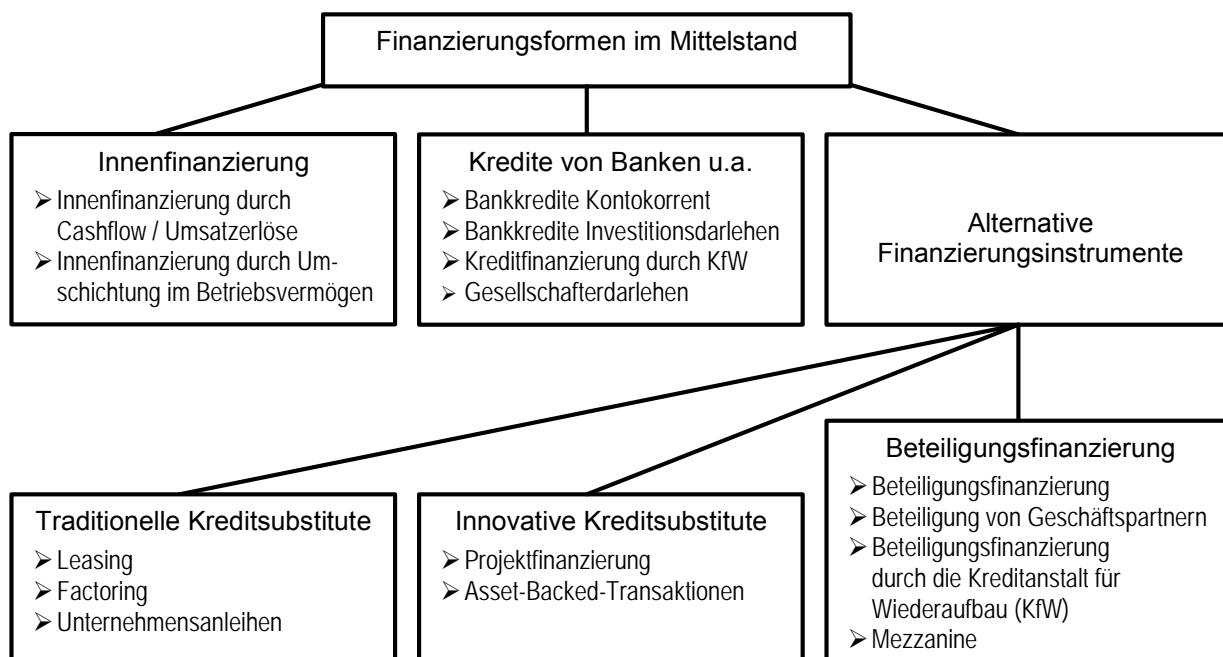 Finanzierungsformen im Mittelstand
Innenfinanzierung
➢ Innenfinanzierung durch
Cashflow / Umsatzerlöse
➢ Innenfinanzierung durch Um-
schichtung im Betriebsvermögen
Kredite von Banken u.a.
➢ Bankkredite Kontokorrent
➢ Bankkredite Investitionsdarlehen
➢ Kreditfinanzierung durch KfW
➢ Gesellschafterdarlehen
Alternative
Finanzierungsinstrumente
Traditionelle Kreditsubstitute
➢ Leasing
➢ Factoring
➢ Unternehmensanleihen
Innovative Kreditsubstitute
➢ Projektfinanzierung
➢ Asset-Backed-Transaktionen
Beteiligungsfinanzierung
➢ Beteiligungsfinanzierung
➢ Beteiligung von Geschäftspartnern
➢ Beteiligungsfinanzierung
durch die Kreditanstalt für
Wiederaufbau (KfW)
➢ Mezzanine